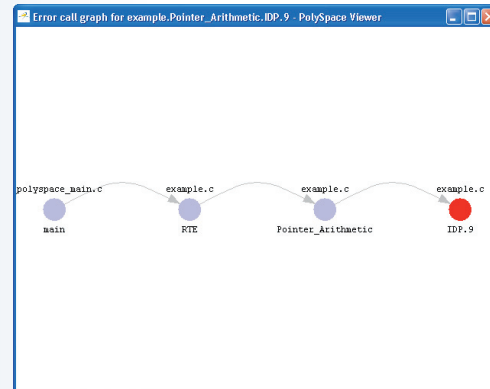 Error call graph for example.Pointer_Arithmetic.IDP.9 - PolySpace Viewer
polyspace_main.c example.c example.c example.c
main RTE Pointer_Arithmetic IDP.9